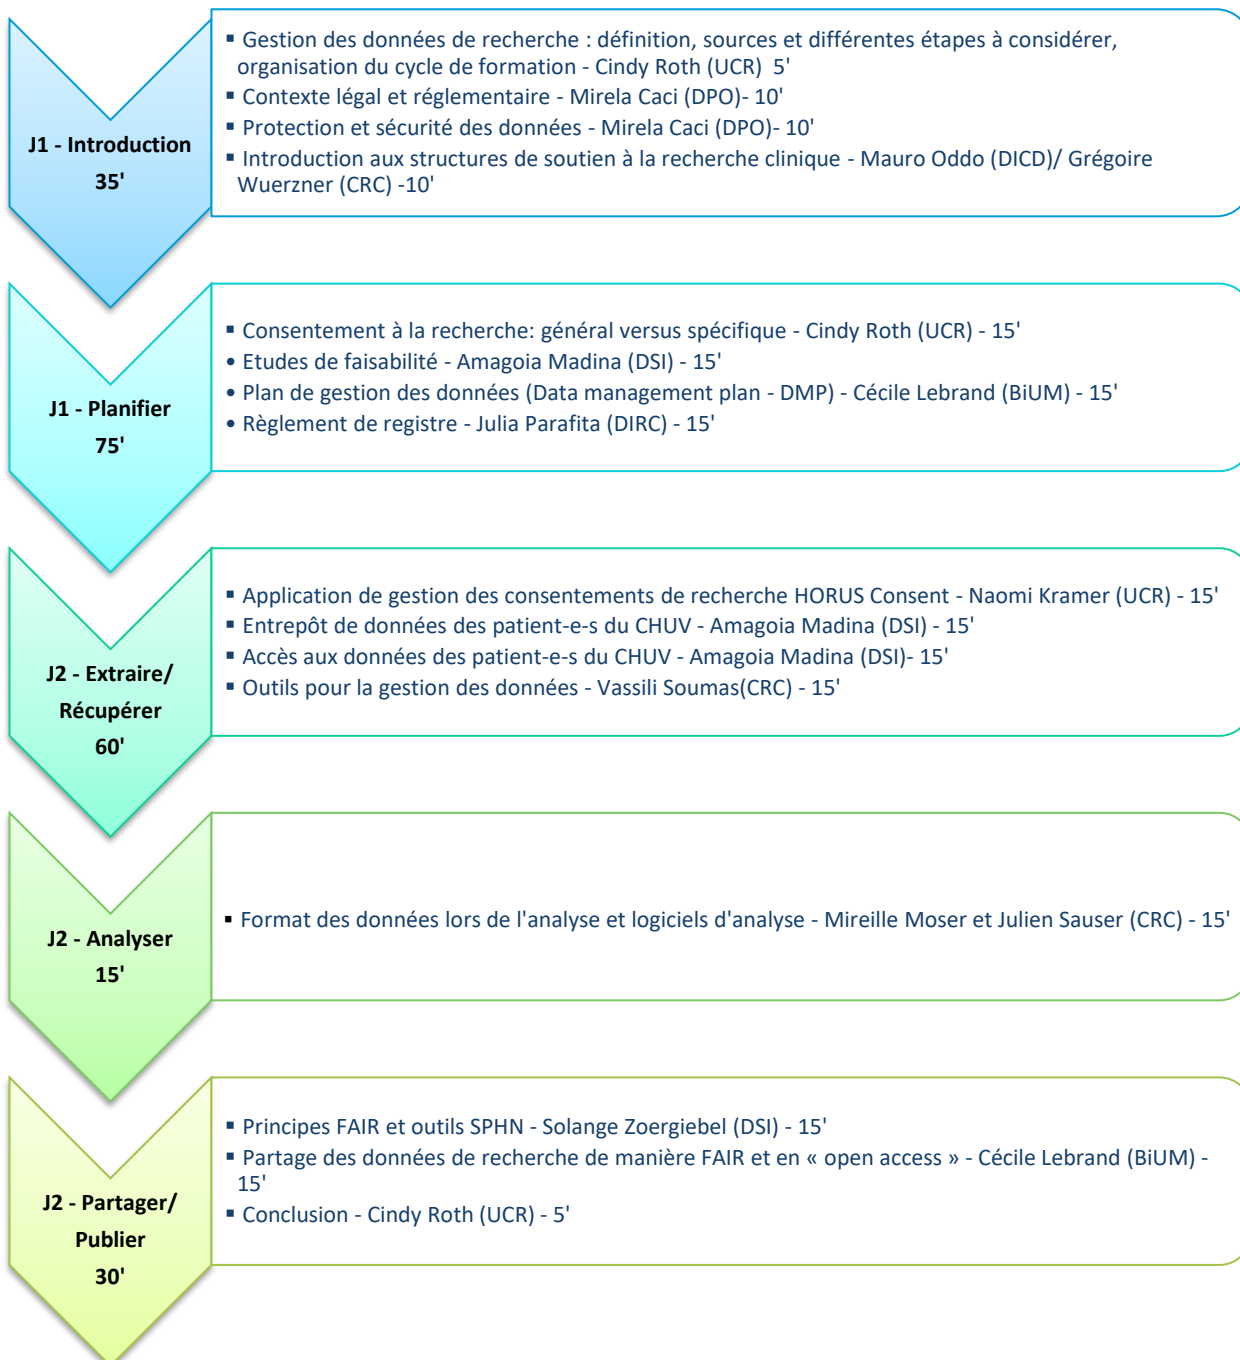 J1 - Introduction
35'
▪ Gestion des données de recherche : définition, sources et différentes étapes à considérer,
organisation du cycle de formation - Cindy Roth (UCR)  5'
▪ Contexte légal et réglementaire - Mirela Caci (DPO)- 10'
▪ Protection et sécurité des données - Mirela Caci (DPO)- 10'
▪ Introduction aux structures de soutien à la recherche clinique - Mauro Oddo (DICD)/ Grégoire
Wuerzner (CRC) -10'
J1 - Planifier
75'
▪ Consentement à la recherche: général versus spécifique - Cindy Roth (UCR) - 15'
• Etudes de faisabilité - Amagoia Madina (DSI) - 15'
• Plan de gestion des données (Data management plan - DMP) - Cécile Lebrand (BiUM) - 15'
• Règlement de registre - Julia Parafita (DIRC) - 15'
J2 - Extraire/
Récupérer
60'
▪ Application de gestion des consentements de recherche HORUS Consent - Naomi Kramer (UCR) - 15'
▪ Entrepôt de données des patient-e-s du CHUV - Amagoia Madina (DSI) - 15'
▪ Accès aux données des patient-e-s du CHUV - Amagoia Madina (DSI)- 15'
▪ Outils pour la gestion des données - Vassili Soumas(CRC) - 15'
J2 - Analyser
15'
▪ Format des données lors de l'analyse et logiciels d'analyse - Mireille Moser et Julien Sauser (CRC) - 15'
J2 - Partager/
Publier
30'
▪ Principes FAIR et outils SPHN - Solange Zoergiebel (DSI) - 15'
▪ Partage des données de recherche de manière FAIR et en « open access » - Cécile Lebrand (BiUM) -
15'
▪ Conclusion - Cindy Roth (UCR) - 5'